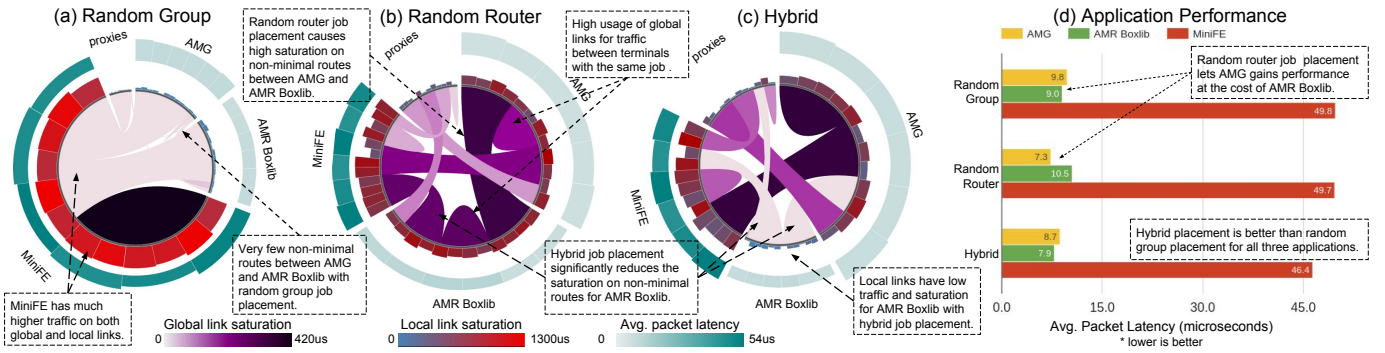 (a) Random Group
proxies
AMG
AMR Boxlib
MiniFE
MiniFE has much
higher traffic on both
global and local links.
Very few non-minimal
routes between AMG
and AMR Boxlib with
random group job
placement.
Random router job
placement causes
high saturation on
non-minimal routes
between AMG and
AMR Boxlib.
(b) Random Router
proxies
AMG
MiniFE
AMR Boxlib
High usage of global
links for traffic
between terminals
with the same job .
Hybrid job placement
significantly reduces the
saturation on non-minimal
routes for AMR Boxlib.
(c) Hybrid
proxies
AMG
MiniFE
AMR Boxlib
Local links have low
traffic and saturation
for AMR Boxlib with
hybrid job placement.
Global link saturation
0
420us
Local link saturation
0
1300us
Avg. packet latency
0
54us
(d) Application Performance
AMG
AMR Boxlib
MiniFE
Random router job placement
lets AMG gains performance
at the cost of AMR Boxlib.
Random
Group
9.8
9.0
49.8
Random
Router
7.3
10.5
49.7
Hybrid placement is better than random
group placement for all three applications.
Hybrid
8.7
7.9
46.4
0.0
15.0
30.0
45.0
Avg. Packet Latency (microseconds)
* lower is better